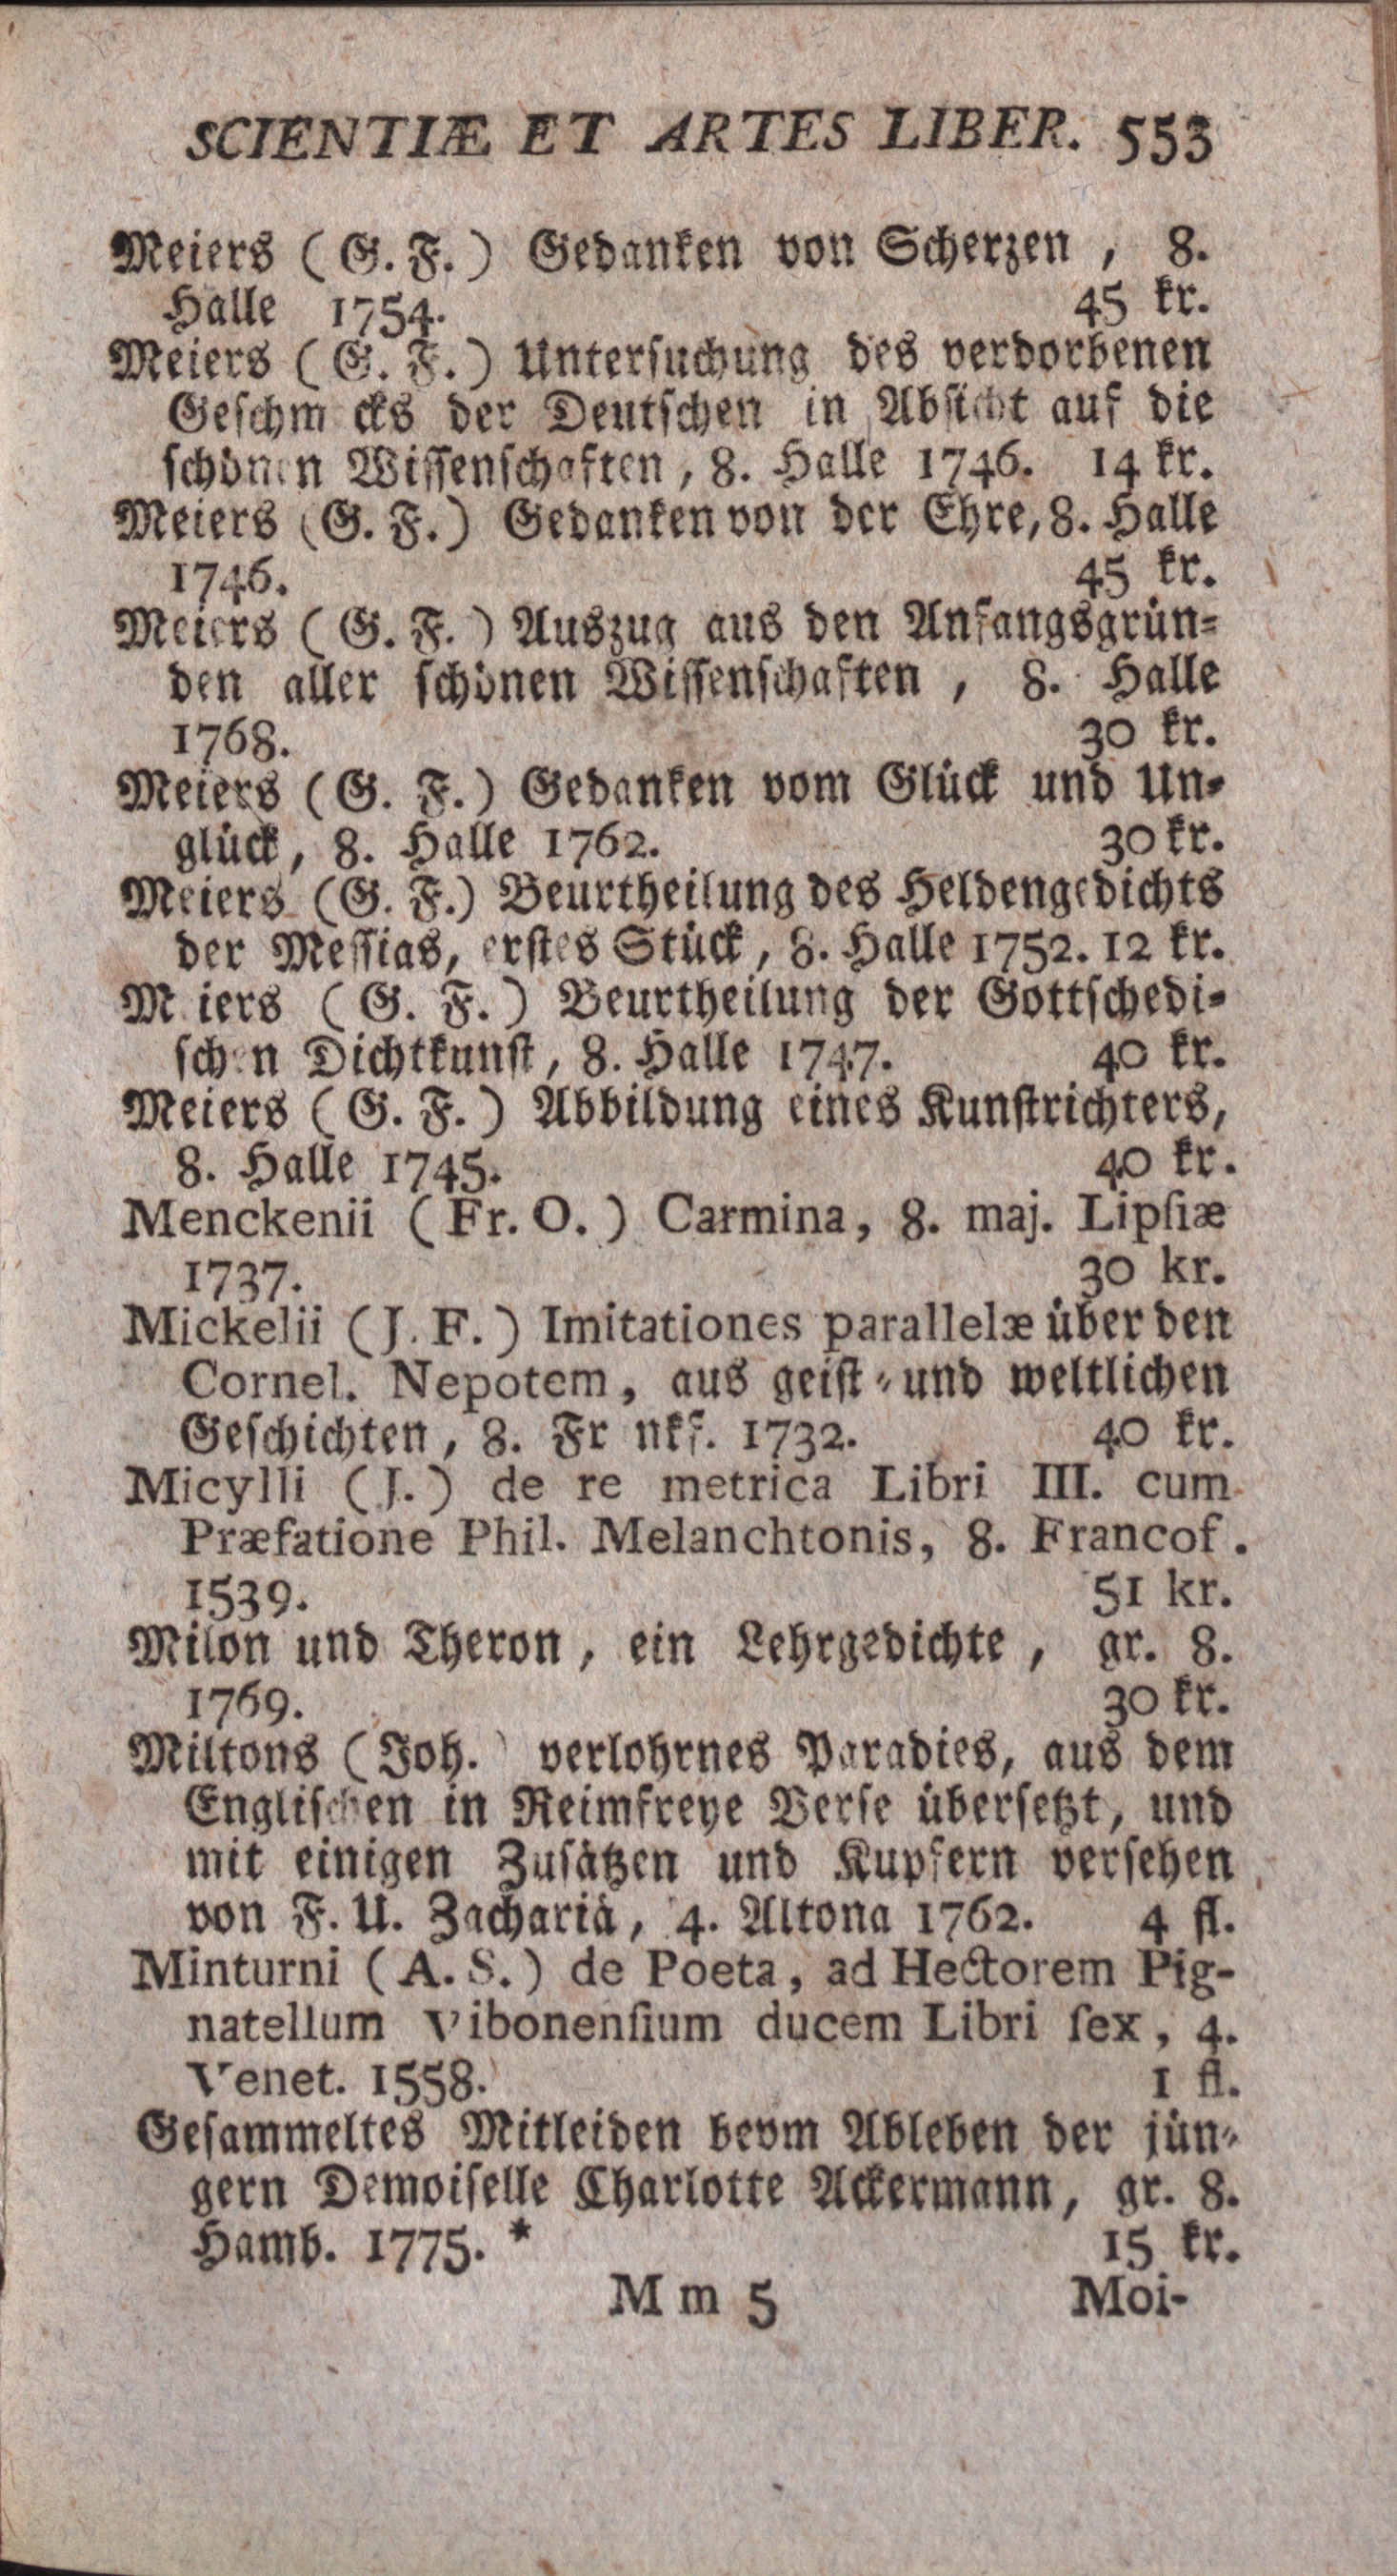 SCIENTIÆ ET ARTES LIBER. 553
Meiers (G. F.) Gedanken von Scherzen, 8.
Halle 1754. 45 kr.
Meiers (G. F.) Untersuchung des verdorbenen
Geschm cks der Deutschen in Absicht auf die
schönen Wissenschaften, 8. Halle 1746. 14 kr.
Meiers (G. F.) Gedanken von der Ehre, 8. Halle
1746. 45 kr.
Meiers (G. F.) Auszug aus den Anfangsgrün-
den aller schönen Wissenschaften, 8. Halle
1768. 30 kr.
Meiers (G. F.) Gedanken vom Glück und Un-
glück, 8. Halle 1762. 30 kr.
Meiers (G. F.) Beurtheilung des Heldengedichts
der Messias, erstes Stück, 8. Halle 1752. 12 kr.
M iers (G. F.) Beurtheilung der Gottschedi-
schen Dichtkunst, 8. Halle 1747. 40 kr.
Meiers (G. F.) Abbildung eines Kunstrichters,
8. Halle 1745. 40 kr.
Menckenii (Fr. O.) Carmina, 8. maj. Lipsiæ
1737. 30 kr.
Mickelii (J. F.) Imitationes parallelæ über den
Cornel. Nepotem, aus geist- und weltlichen
Geschichten, 8. Fr nkf. 1732. 40 kr.
Micylli (J.) de re metrica Libri III. cum
Præfatione Phil. Melanchtonis, 8. Francof.
1539. 51 kr.
Milon und Theron, ein Lehrgedichte, gr. 8.
1769. 30 kr.
Miltons (Joh.) verlohrnes Paradies, aus dem
Englischen in Reimfreye Verse übersetzt, und
mit einigen Zusätzen und Kupfern versehen
von F. U. Zachariä, 4. Altona 1762. 4 fl.
Minturni (A. S.) de Poeta, ad Hectorem Pig-
natellum Vibonensium ducem Libri sex, 4.
Venet. 1558. 1 fl.
Gesammeltes Mitleiden beym Ableben der jün-
gern Demoiselle Charlotte Ackermann, gr. 8.
Hamb. 1775. * 15 kr.
M m 5 Moi-